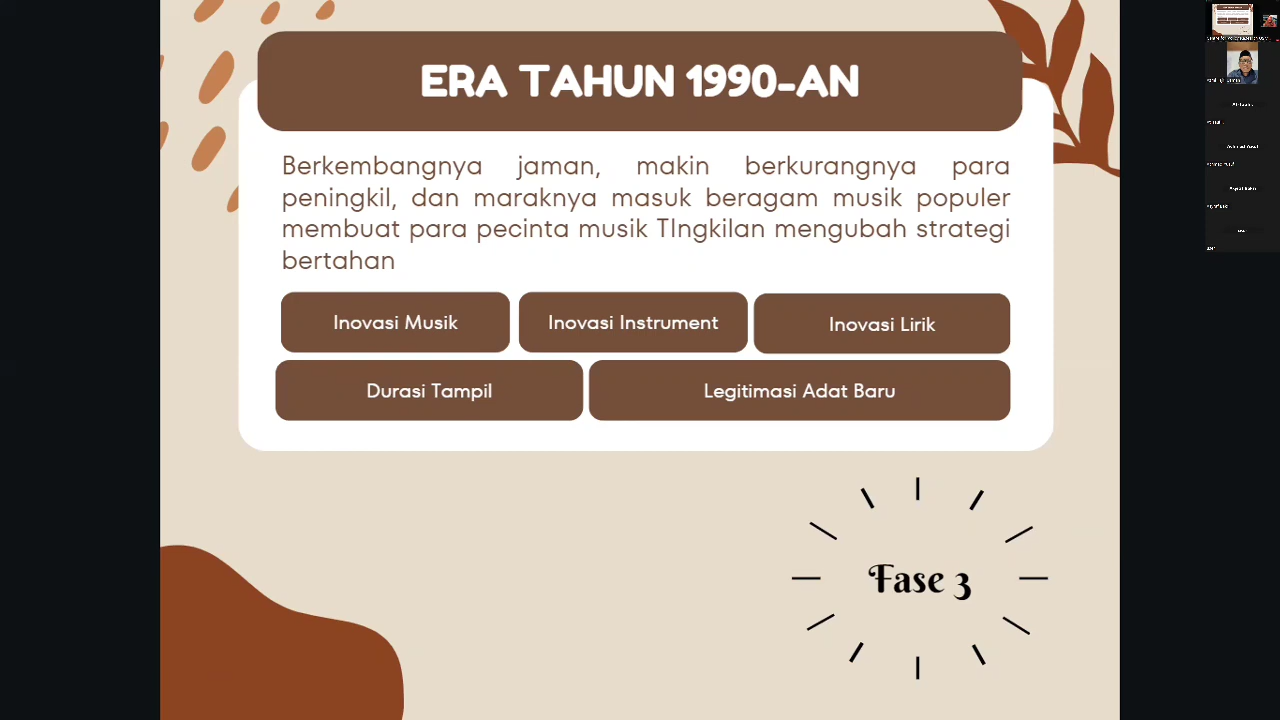 ERA TAHUN 1990-AN
Berkembangnya jaman, makin berkurangnya para
peningkil, dan maraknya masuk beragam musik populer
membuat para pecinta musik TIngkilan mengubah strategi
bertahan
Inovasi Musik
Inovasi Instrument
Inovasi Lirik
Durasi Tampil
Legitimasi Adat Baru
Fase 3